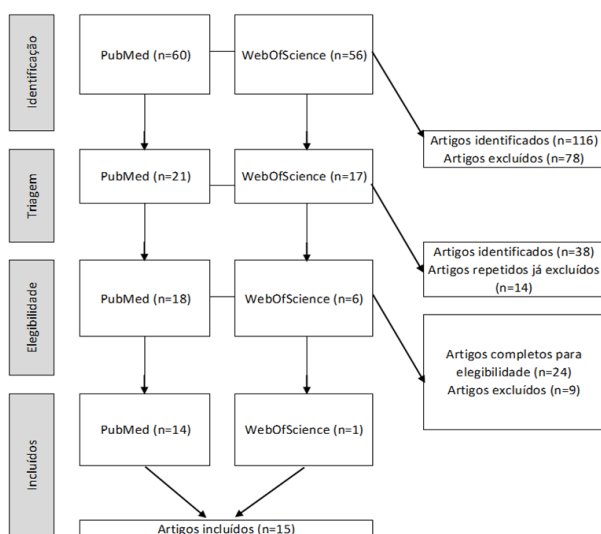 Identificação
PubMed (n=60)
WebOfScience (n=56)
Artigos identificados (n=116)
Artigos excluídos (n=78)
Triagem
PubMed (n=21)
WebOfScience (n=17)
Artigos identificados (n=38)
Artigos repetidos já excluídos
(n=14)
Elegibilidade
PubMed (n=18)
WebOfScience (n=6)
Artigos completos para
elegibilidade (n=24)
Artigos excluídos (n=9)
Incluídos
PubMed (n=14)
WebOfScience (n=1)
Artigos incluídos (n=15)